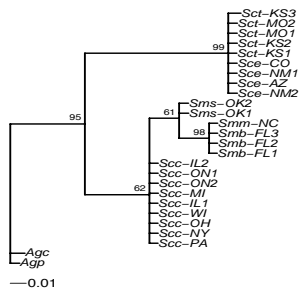 Sct-KS3
Sct-MO2
Sct-MO1
99
Sct-KS2
Sct-KS1
Sce-CO
Sce-NM1
Sce-AZ
Sce-NM2
Sms-OK2
61
Sms-OK1
95
Smm-NC
98
Smb-FL3
Smb-FL2
Smb-FL1
Scc-IL2
Scc-ON1
62
Scc-ON2
Scc-MI
Scc-IL1
Scc-WI
Scc-OH
Scc-NY
Scc-PA
Agc
Agp
0.01